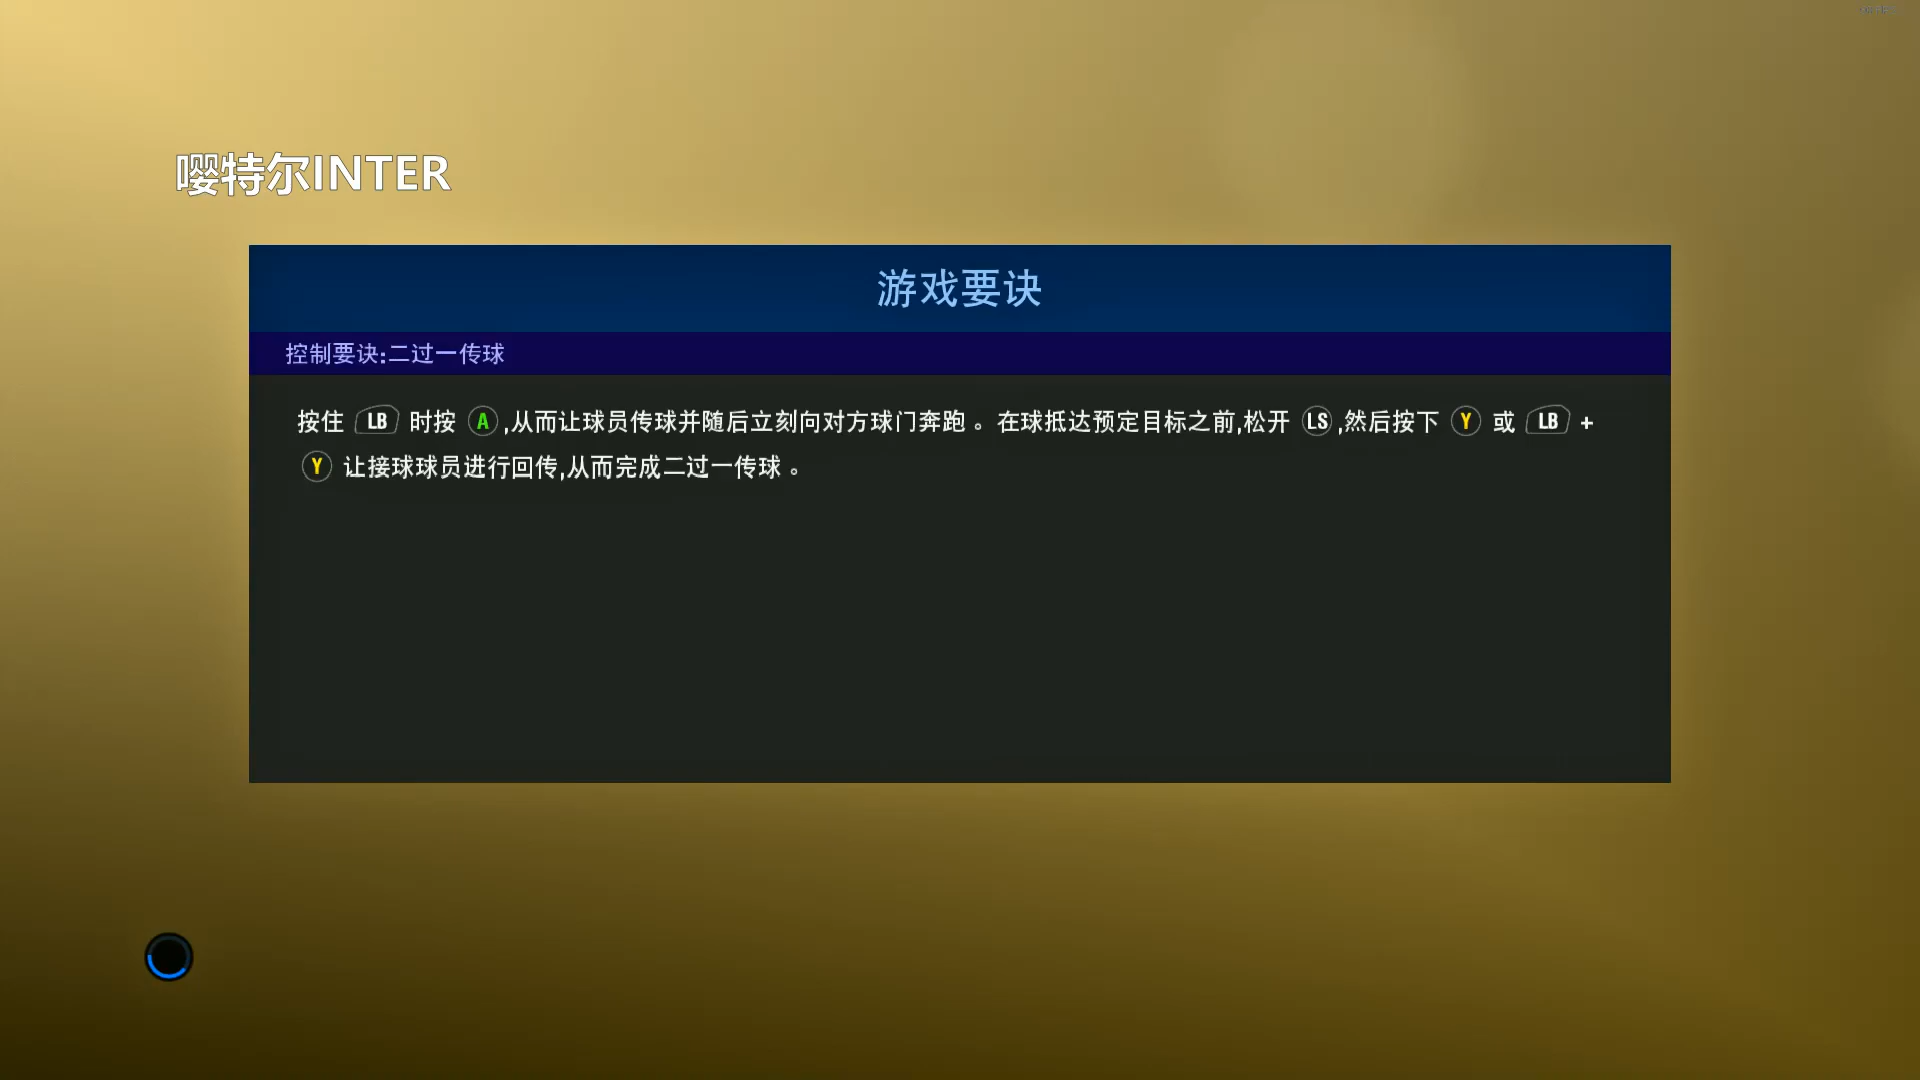 嘤特尔INTER
游戏要诀
控制要诀:二过一传球
按住 LB 时按 A ,从而让球员传球并随后立刻向对方球门奔跑。在球抵达预定目标之前,松开 LS ,然后按下 Y 或 LB +
Y 让接球球员进行回传,从而完成二过一传球。